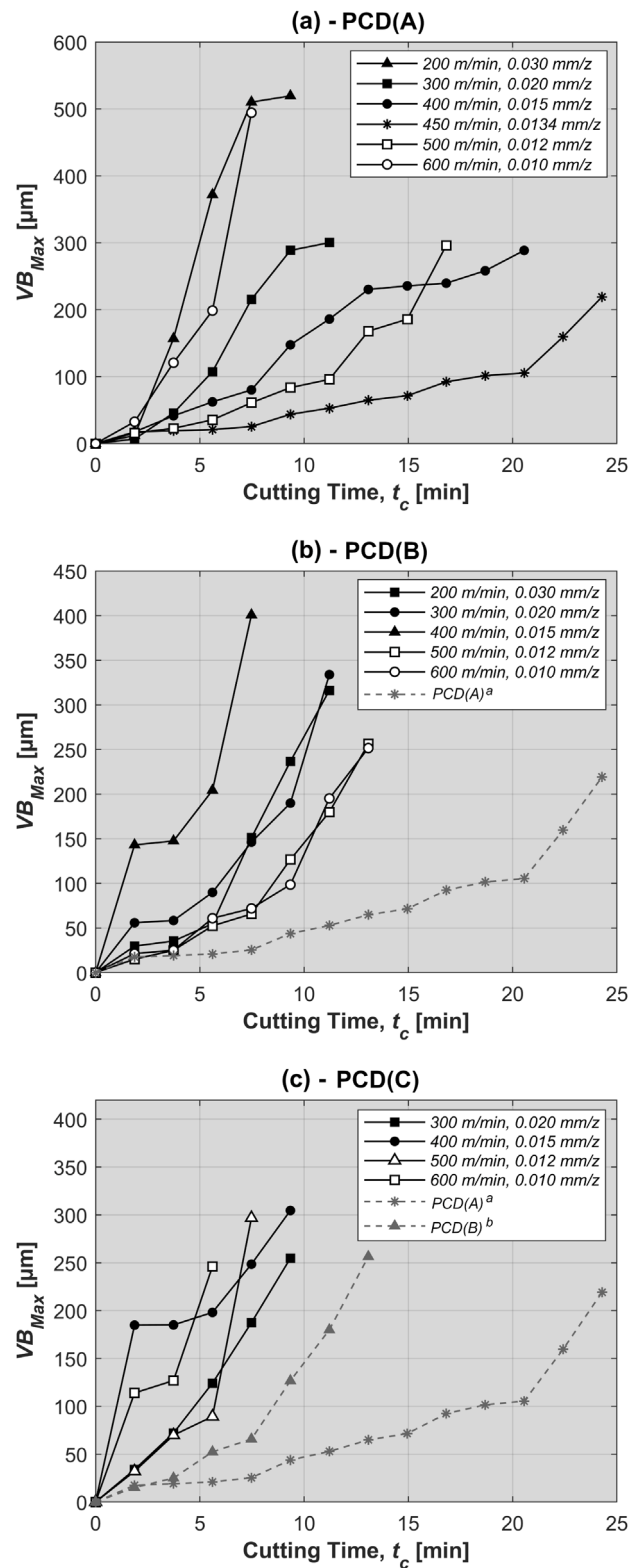 (a) - PCD(A)
600
500
400
300
200
100
0
VB_Max [µm]
200 m/min, 0.030 mm/z
300 m/min, 0.020 mm/z
400 m/min, 0.015 mm/z
450 m/min, 0.0134 mm/z
500 m/min, 0.012 mm/z
600 m/min, 0.010 mm/z
0 5 10 15 20 25
Cutting Time, t_c [min]
(b) - PCD(B)
450
400
350
300
250
200
150
100
50
0
VB_Max [µm]
200 m/min, 0.030 mm/z
300 m/min, 0.020 mm/z
400 m/min, 0.015 mm/z
500 m/min, 0.012 mm/z
600 m/min, 0.010 mm/z
PCD(A)^a
0 5 10 15 20 25
Cutting Time, t_c [min]
(c) - PCD(C)
400
350
300
250
200
150
100
50
0
VB_Max [µm]
300 m/min, 0.020 mm/z
400 m/min, 0.015 mm/z
500 m/min, 0.012 mm/z
600 m/min, 0.010 mm/z
PCD(A)^a
PCD(B)^b
0 5 10 15 20 25
Cutting Time, t_c [min]